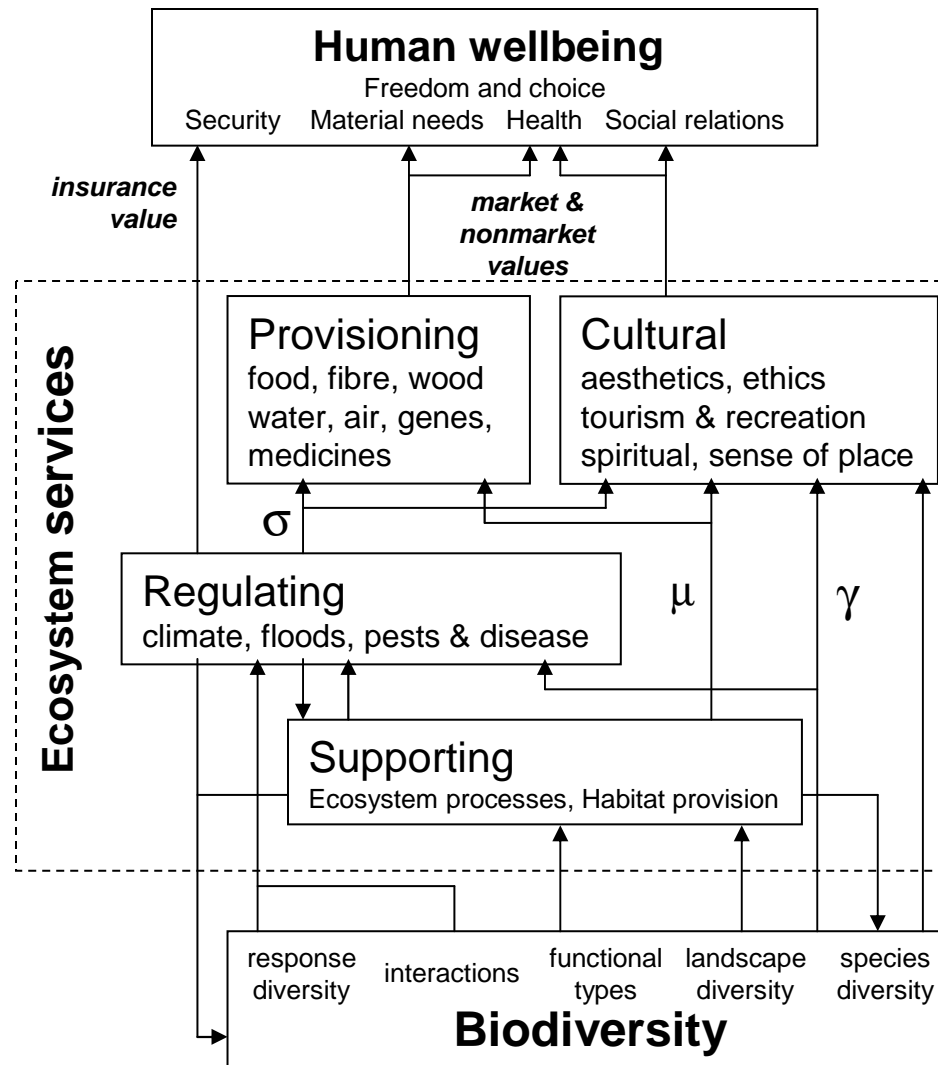 Human wellbeing
Freedom and choice
Security Material needs Health Social relations
insurance
value
market &
nonmarket
values
Ecosystem services
Provisioning
food, fibre, wood
water, air, genes,
medicines
Cultural
aesthetics, ethics
tourism & recreation
spiritual, sense of place
σ
μ
γ
Regulating
climate, floods, pests & disease
Supporting
Ecosystem processes, Habitat provision
response
diversity
interactions
functional
types
landscape
diversity
species
diversity
Biodiversity